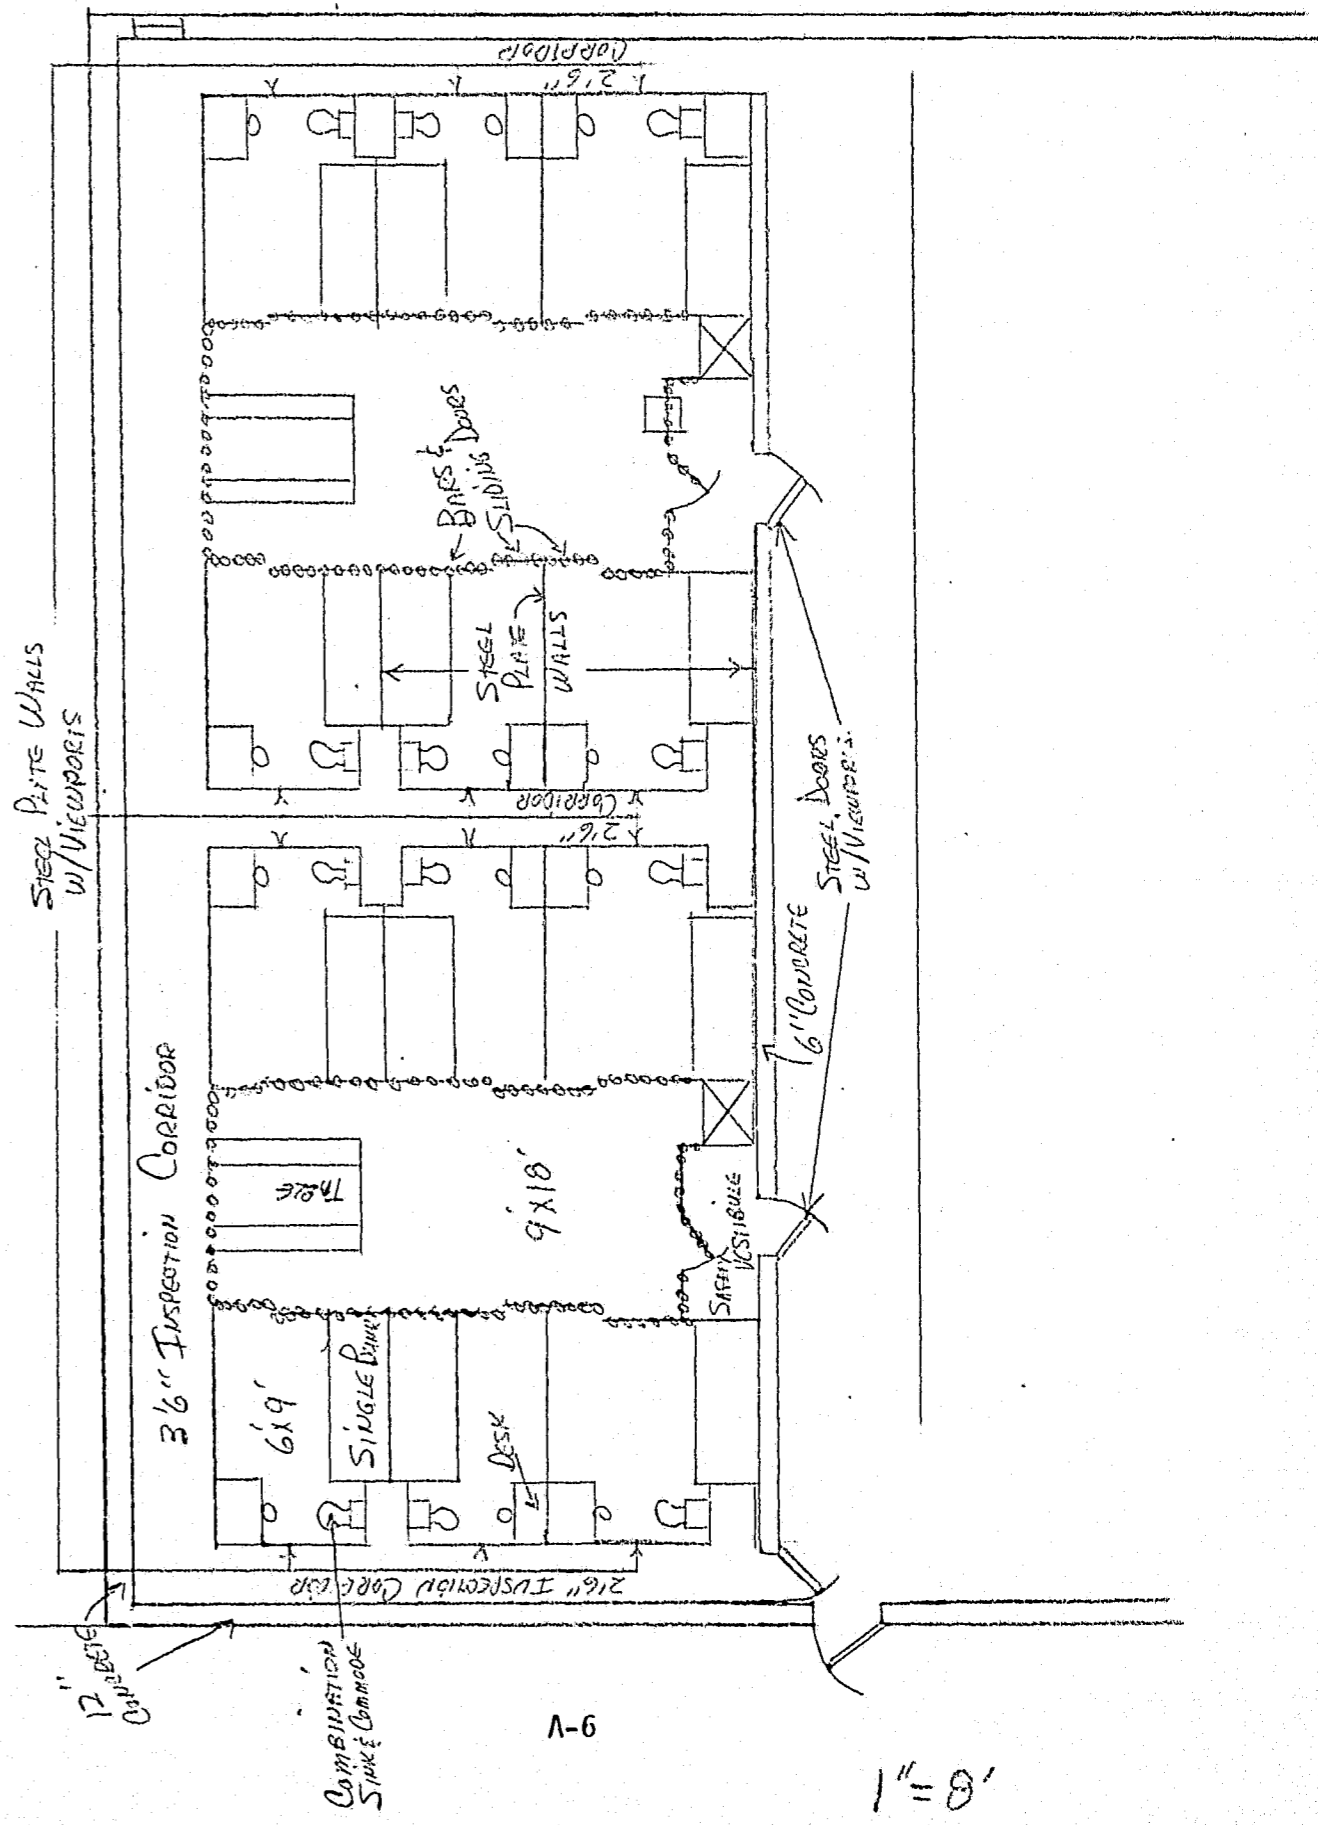 CORRIDOR
2'6"
BARS &
SLIDING DOORS
STEEL
PLATE
WALLS
STEEL PLATE WALLS
W/VIEWPORTS
CORRIDOR
2'6"
STEEL DOORS
W/VIEWPORTS
6" CONCRETE
3'6" INSPECTION CORRIDOR
TABLE
9'X18'
SAFETY
VESTIBULE
6'X9'
SINGLE BUNK
DESK
2'6" INSPECTION CORRIDOR
12"
CONCRETE
COMBINATION
SINK & COMMODE
A-6
1"=8'